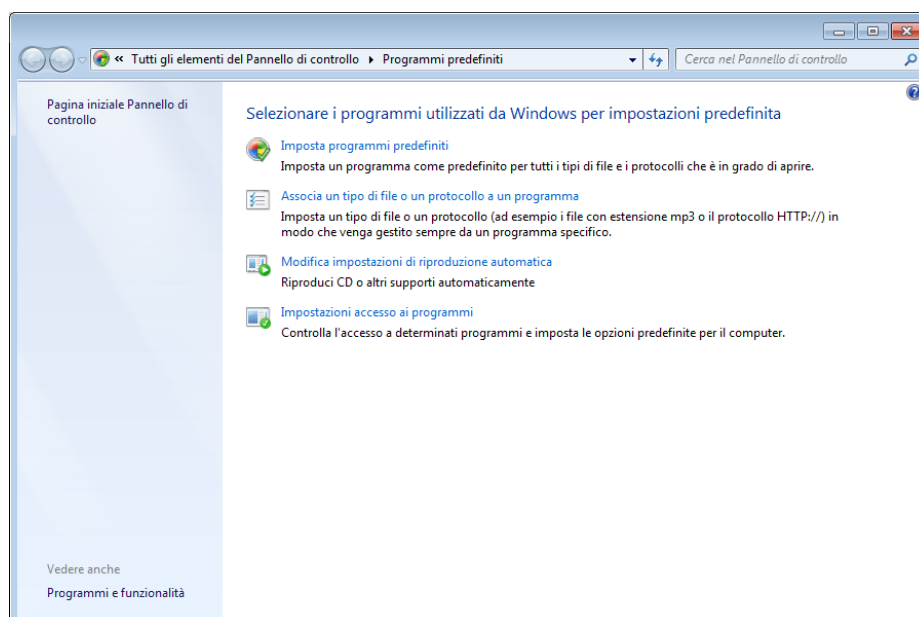 « Tutti gli elementi del Pannello di controllo ▸ Programmi predefiniti
Cerca nel Pannello di controllo
Pagina iniziale Pannello di
controllo
Selezionare i programmi utilizzati da Windows per impostazioni predefinita
Imposta programmi predefiniti
Imposta un programma come predefinito per tutti i tipi di file e i protocolli che è in grado di aprire.
Associa un tipo di file o un protocollo a un programma
Imposta un tipo di file o un protocollo (ad esempio i file con estensione mp3 o il protocollo HTTP://) in
modo che venga gestito sempre da un programma specifico.
Modifica impostazioni di riproduzione automatica
Riproduci CD o altri supporti automaticamente
Impostazioni accesso ai programmi
Controlla l'accesso a determinati programmi e imposta le opzioni predefinite per il computer.
Vedere anche
Programmi e funzionalità